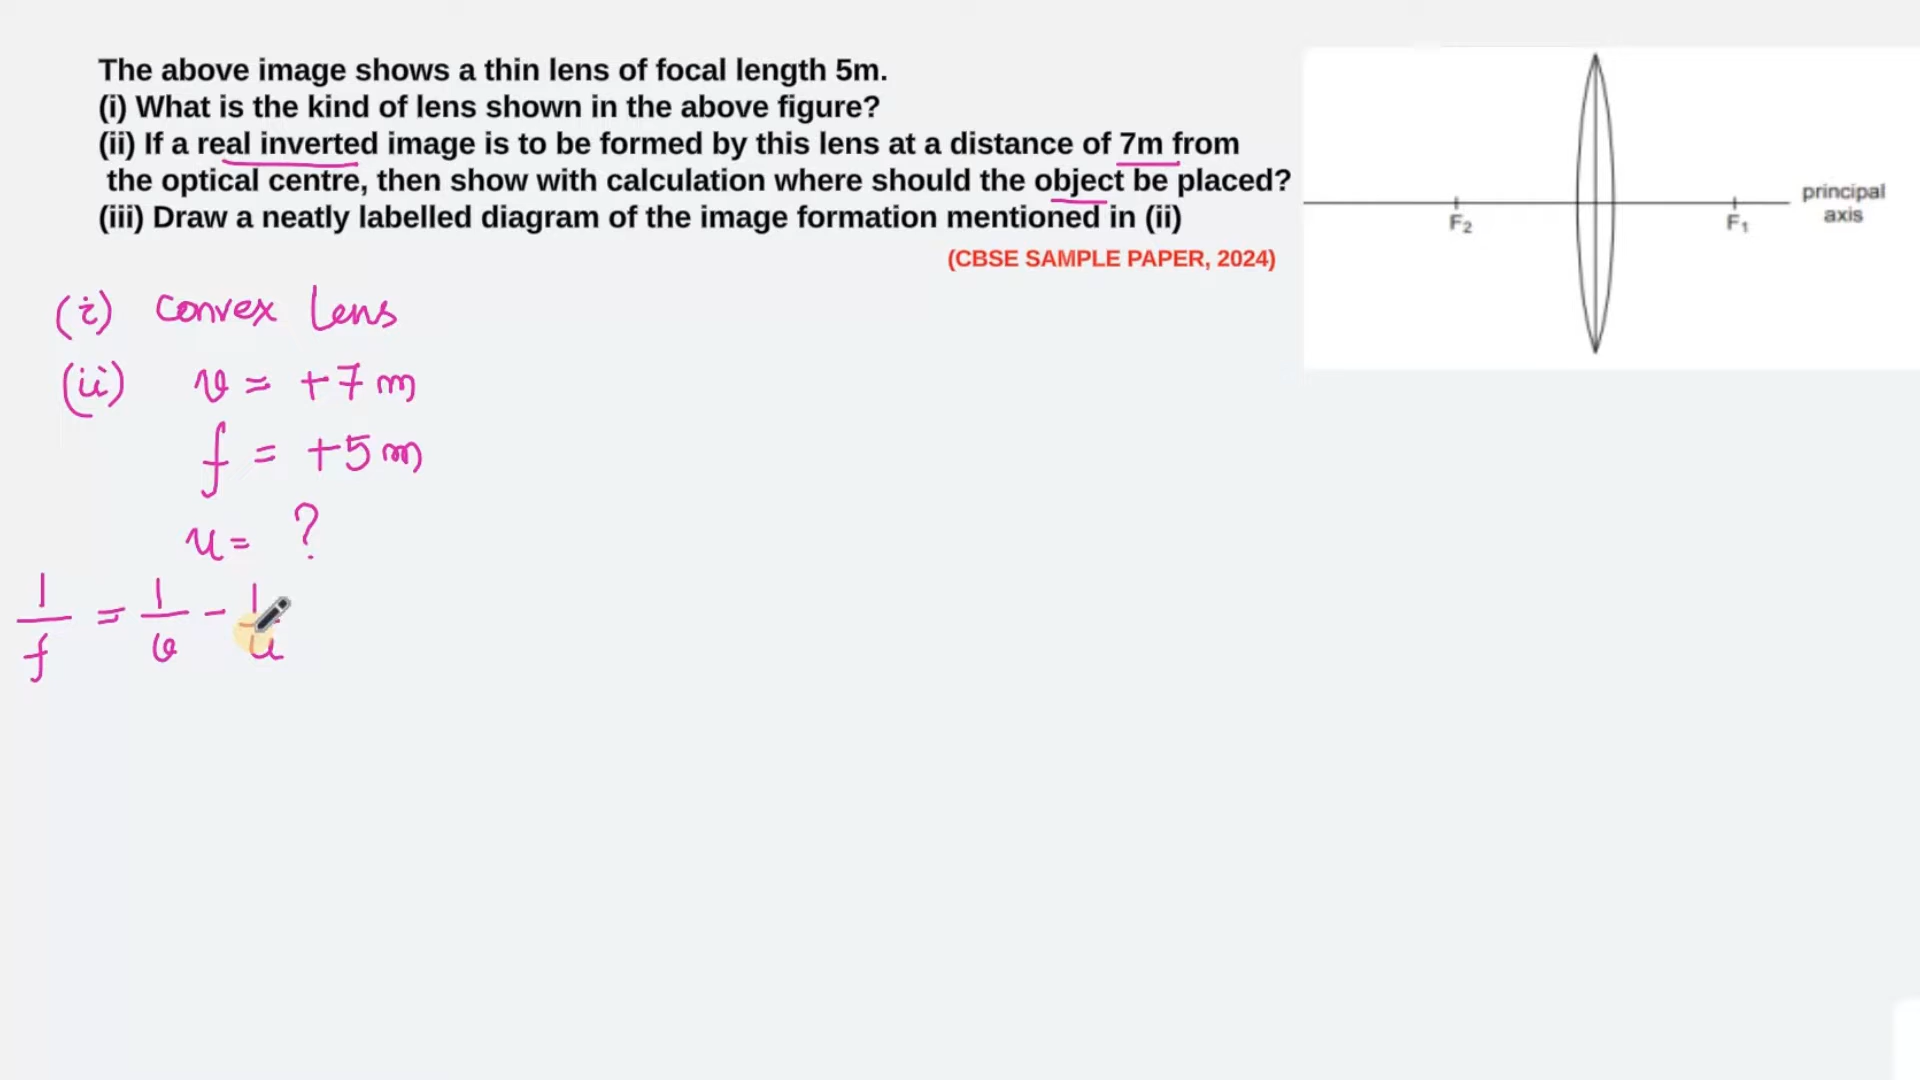 The above image shows a thin lens of focal length 5m.
(i) What is the kind of lens shown in the above figure?
(ii) If a real inverted image is to be formed by this lens at a distance of 7m from
the optical centre, then show with calculation where should the object be placed?
(iii) Draw a neatly labelled diagram of the image formation mentioned in (ii)
(CBSE SAMPLE PAPER, 2024)
principal
axis
F₂
F₁
(i) Convex Lens
(ii) v = +7 m
f = +5 m
u = ?
1/f = 1/v - 1/u